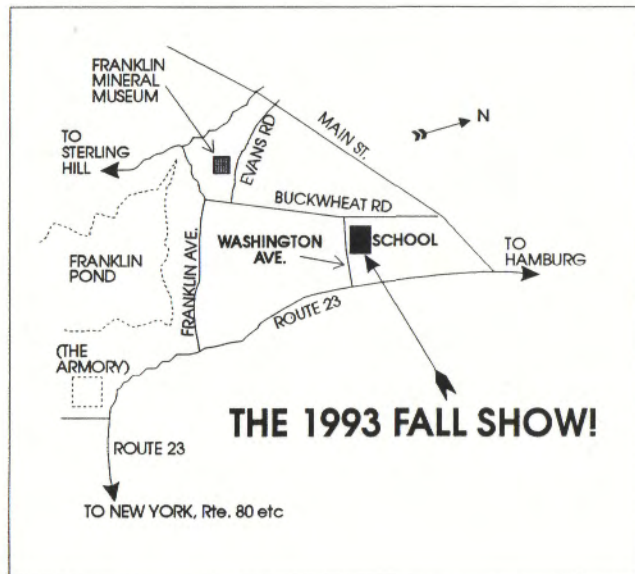 FRANKLIN
MINERAL
MUSEUM
TO
STERLING
HILL
EVANS RD
MAIN ST.
N
BUCKWHEAT RD
WASHINGTON
AVE.
SCHOOL
TO
HAMBURG
FRANKLIN
POND
FRANKLIN AVE.
ROUTE 23
(THE
ARMORY)
THE 1993 FALL SHOW!
ROUTE 23
TO NEW YORK, Rte. 80 etc